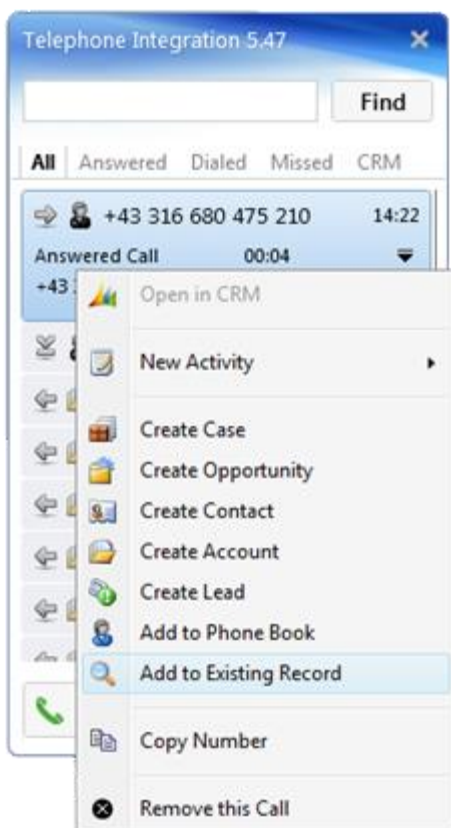 Telephone Integration 5.47
Find
All Answered Dialed Missed CRM
+43 316 680 475 210 14:22
Answered Call 00:04
+43
Open in CRM
New Activity
Create Case
Create Opportunity
Create Contact
Create Account
Create Lead
Add to Phone Book
Add to Existing Record
Copy Number
Remove this Call